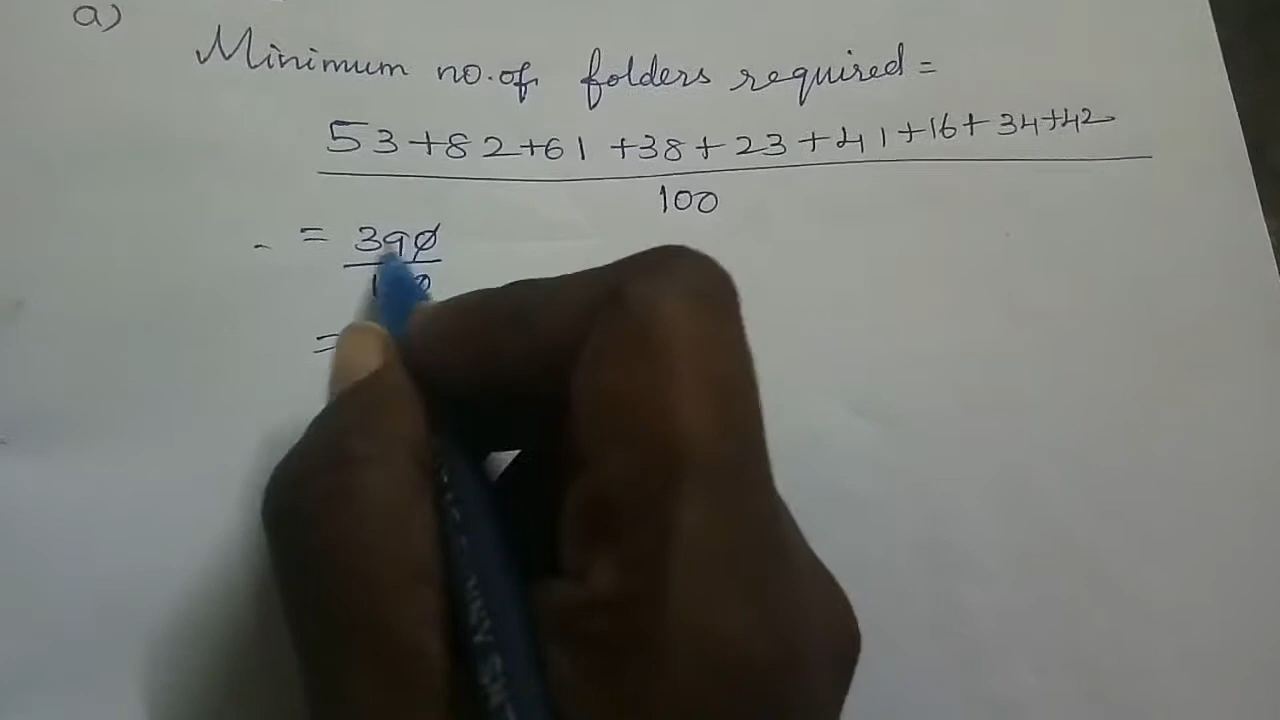 a)
Minimum no. of folders required =
53+82+61+38+23+41+16+34+42
100
= 390
=